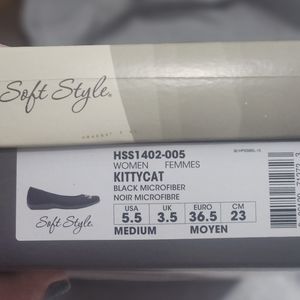 Soft Style®
HSS1402-005
WOMEN FEMMES
KITTYCAT
BLACK MICROFIBER
NOIR MICROFIBRE
USA UK EURO CM
5.5 3.5 36.5 23
MEDIUM MOYEN
Soft Style®